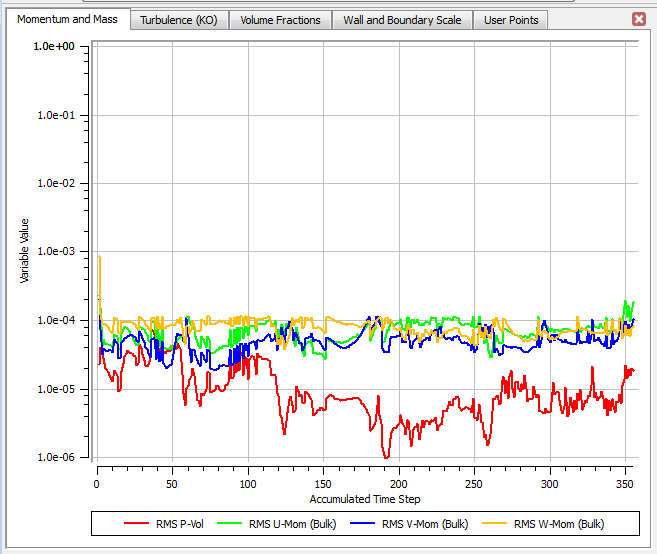 Momentum and Mass Turbulence (KO) Volume Fractions Wall and Boundary Scale User Points
1.0e+00
1.0e-01
1.0e-02
1.0e-03
1.0e-04
1.0e-05
1.0e-06
Variable Value
0 50 100 150 200 250 300 350
Accumulated Time Step
RMS P-Vol RMS U-Mom (Bulk) RMS V-Mom (Bulk) RMS W-Mom (Bulk)